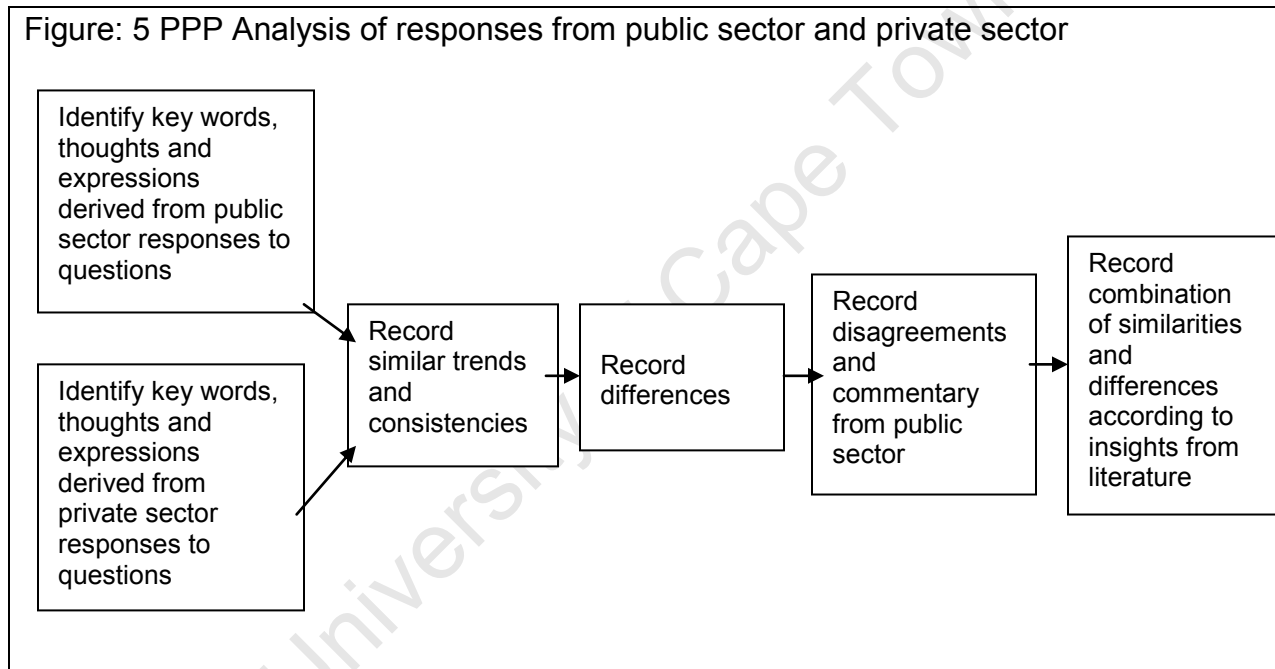 Figure: 5 PPP Analysis of responses from public sector and private sector
Identify key words,
thoughts and
expressions
derived from public
sector responses to
questions
Identify key words,
thoughts and
expressions
derived from
private sector
responses to
questions
Record
similar trends
and
consistencies
Record
differences
Record
disagreements
and
commentary
from public
sector
Record
combination
of similarities
and
differences
according to
insights from
literature
University Cape Town